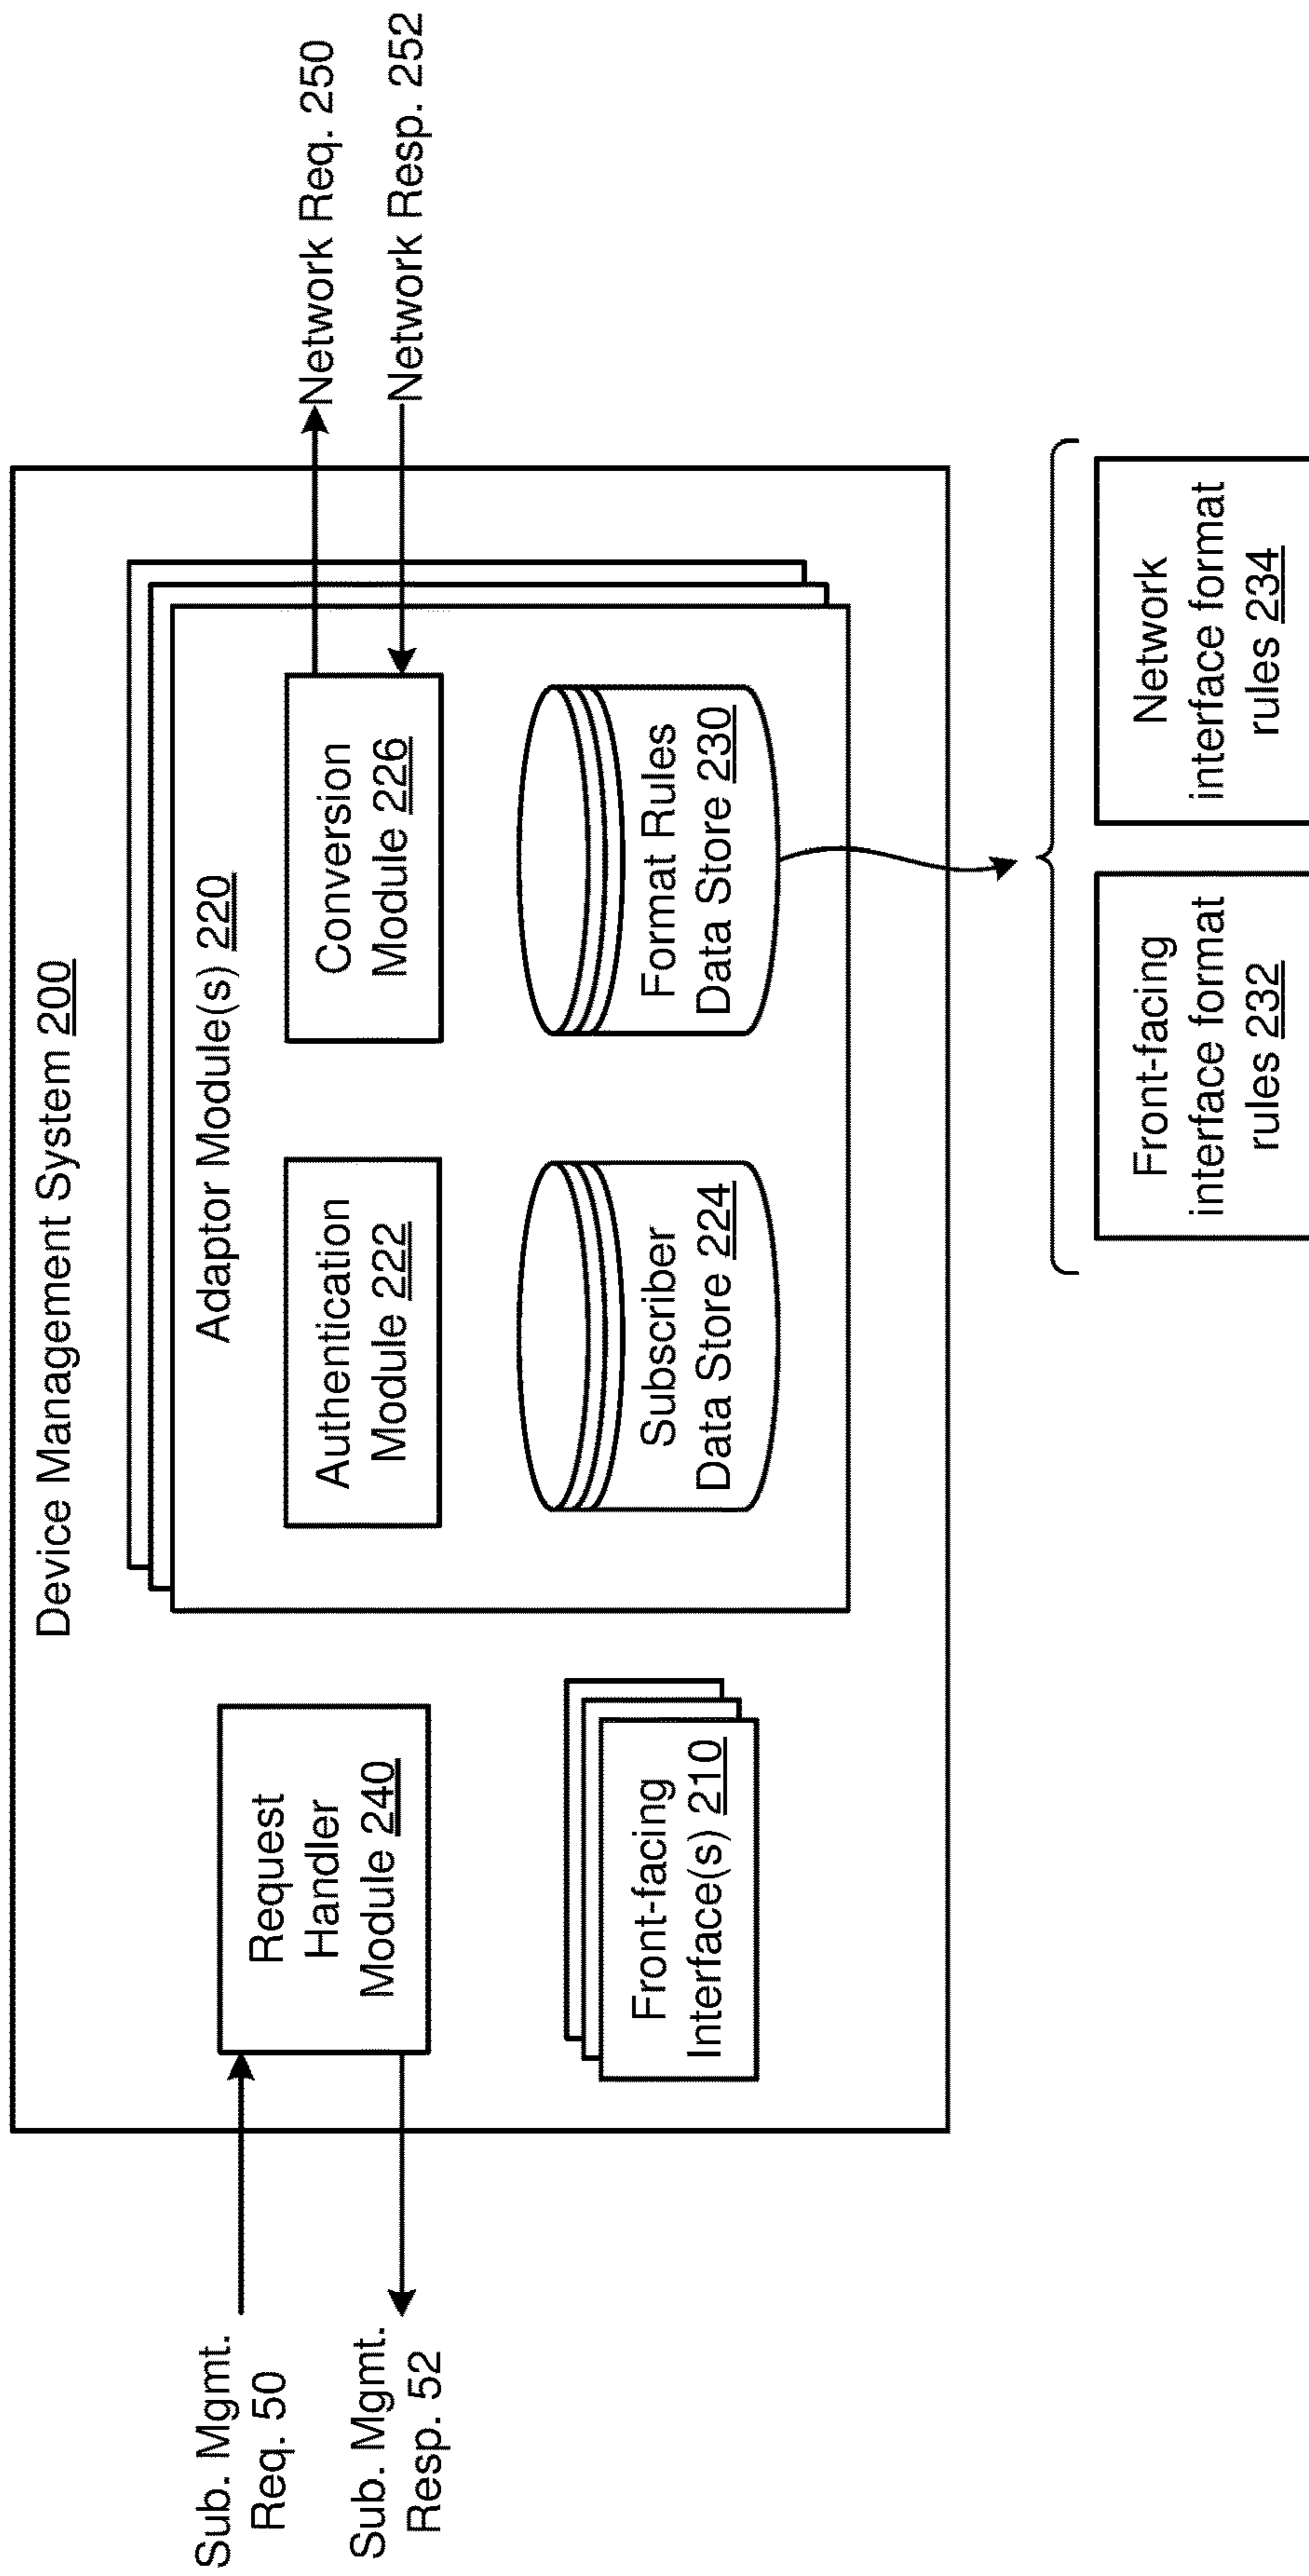 Device Management System 200
Sub. Mgmt.
Req. 50
Sub. Mgmt.
Resp. 52
Request
Handler
Module 240
Front-facing
Interface(s) 210
Adaptor Module(s) 220
Authentication
Module 222
Conversion
Module 226
Subscriber
Data Store 224
Format Rules
Data Store 230
Network Req. 250
Network Resp. 252
Front-facing
interface format
rules 232
Network
interface format
rules 234